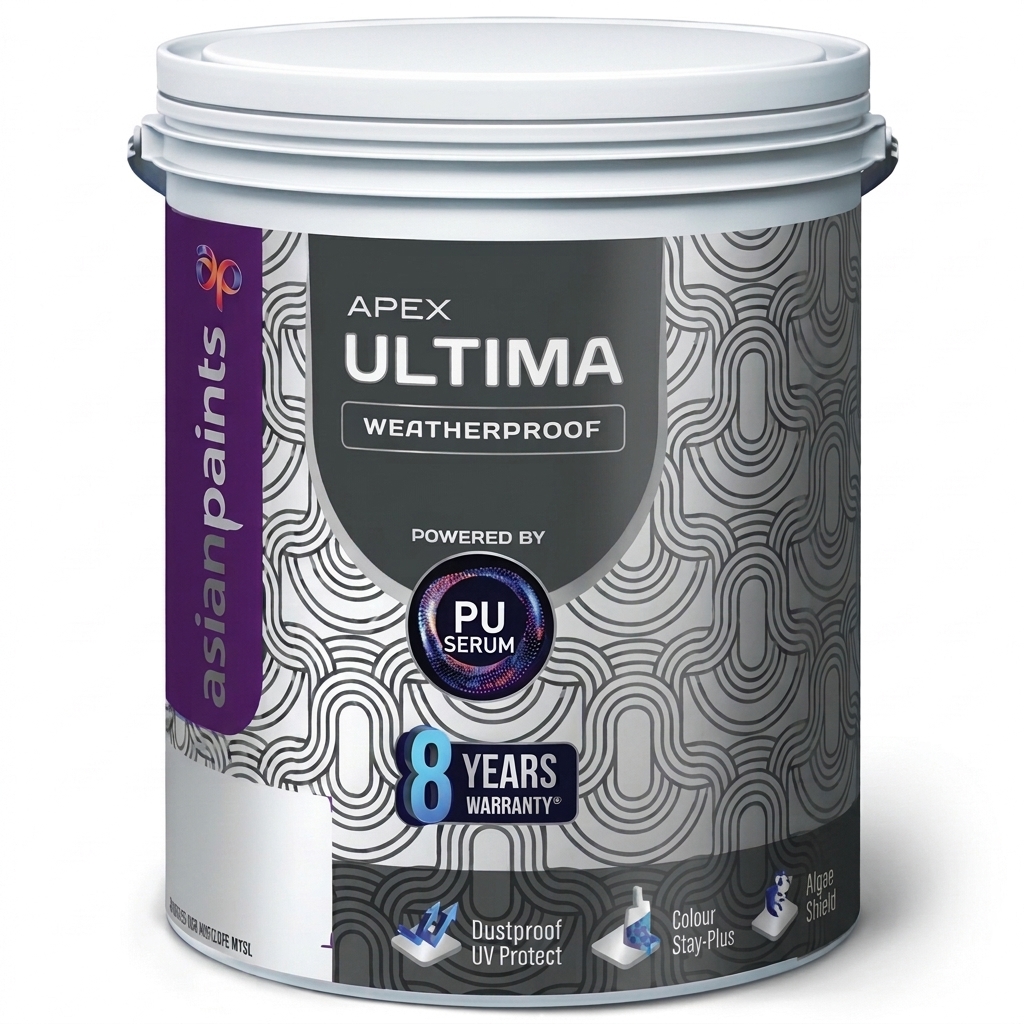 asianpaints
APEX
ULTIMA
WEATHERPROOF
POWERED BY
PU
SERUM
8 YEARS
WARRANTY®
Dustproof
UV Protect
Colour
Stay-Plus
Algae
Shield